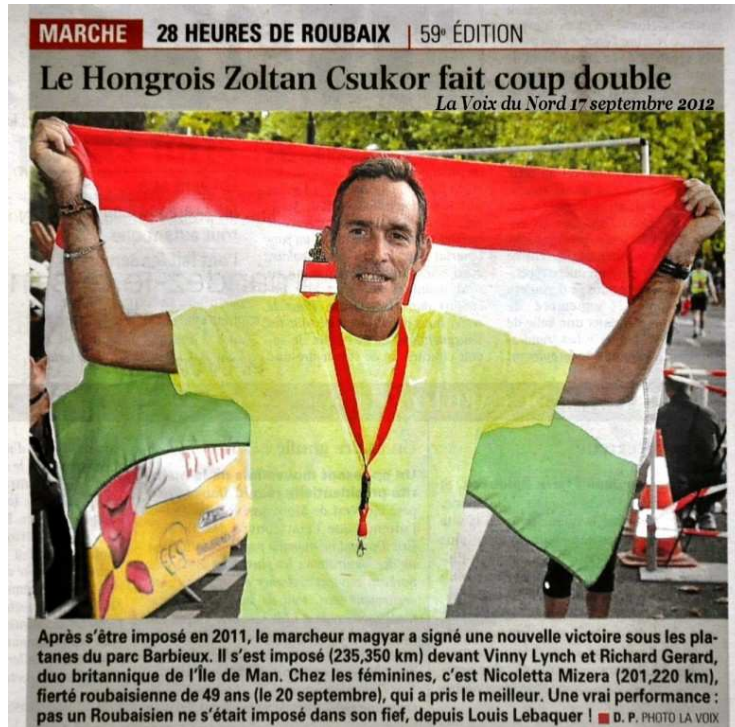 MARCHE 28 HEURES DE ROUBAIX | 59e ÉDITION
Le Hongrois Zoltan Csukor fait coup double
La Voix du Nord 17 septembre 2012
Après s'être imposé en 2011, le marcheur magyar a signé une nouvelle victoire sous les pla-
tanes du parc Barbieux. Il s'est imposé (235,350 km) devant Vinny Lynch et Richard Gerard,
duo britannique de l'Île de Man. Chez les féminines, c'est Nicoletta Mizera (201,220 km),
fierté roubaisienne de 49 ans (le 20 septembre), qui a pris le meilleur. Une vrai performance :
pas un Roubaisien ne s'était imposé dans son fief, depuis Louis Lebaquer ! ■ D. P. PHOTO LA VOIX